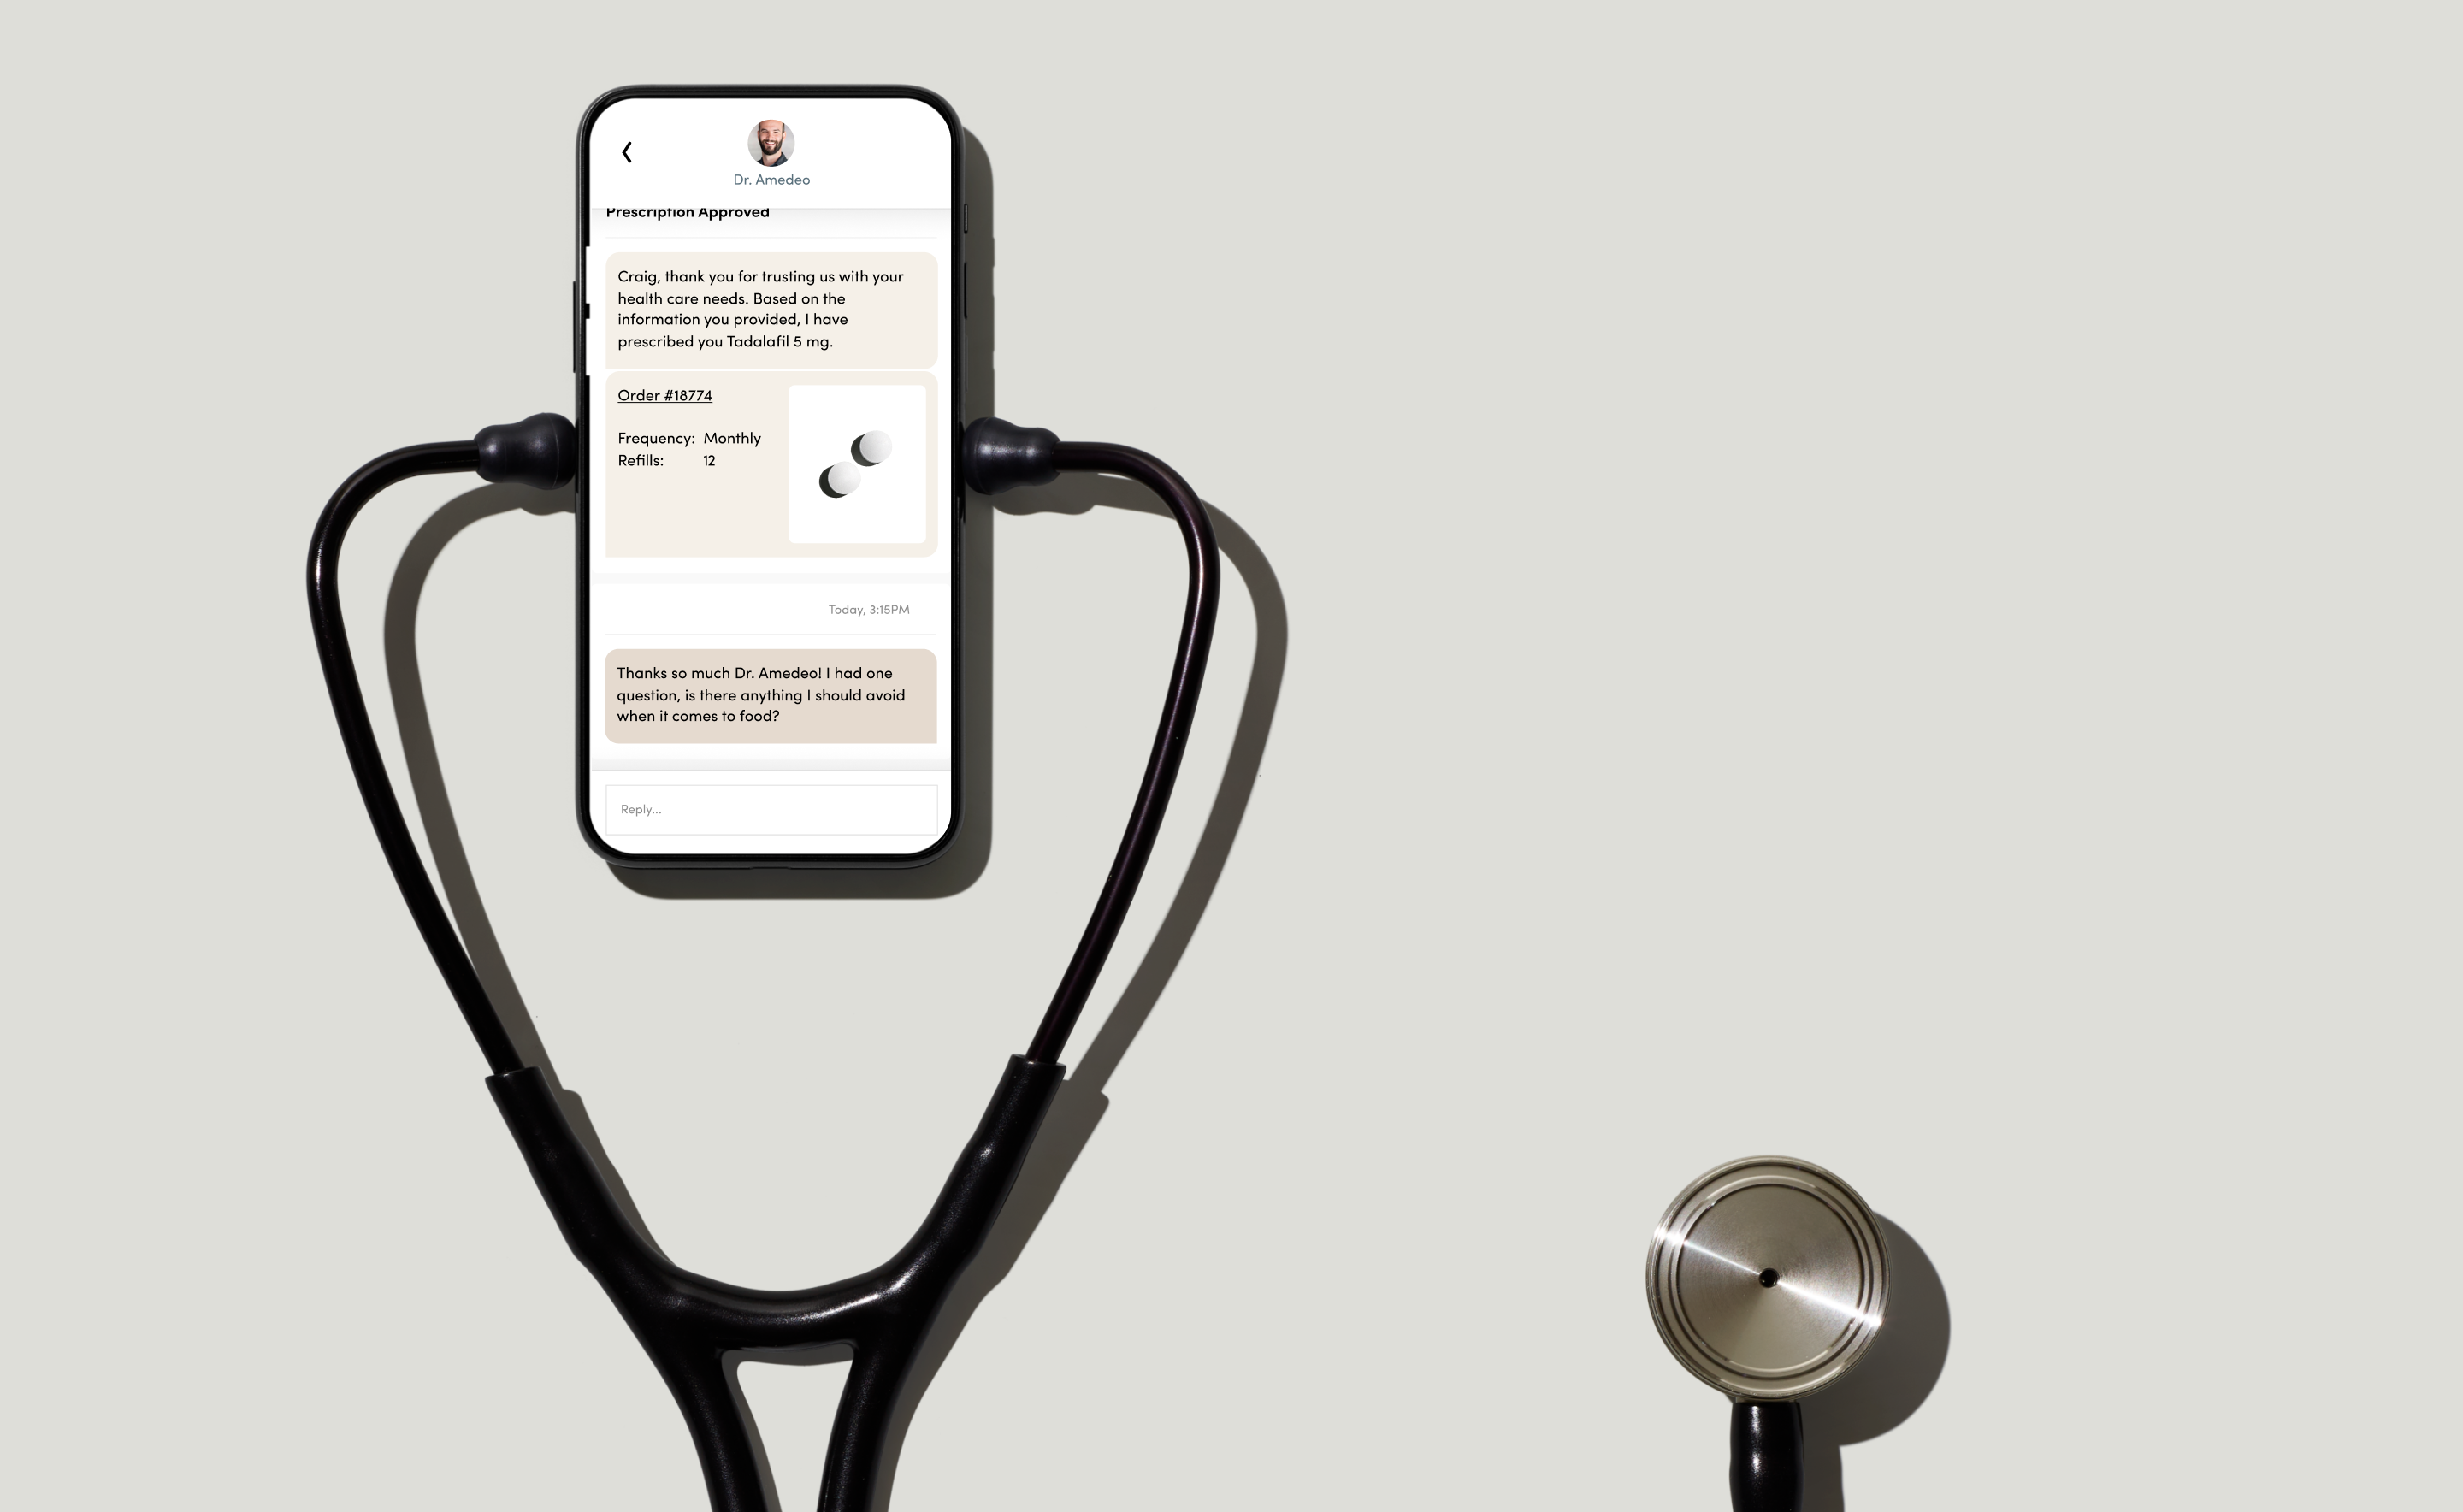 Dr. Amedeo
Prescription Approved
Craig, thank you for trusting us with your
health care needs. Based on the
information you provided, I have
prescribed you Tadalafil 5 mg.
Order #18774
Frequency: Monthly
Refills: 12
Today, 3:15PM
Thanks so much Dr. Amedeo! I had one
question, is there anything I should avoid
when it comes to food?
Reply...